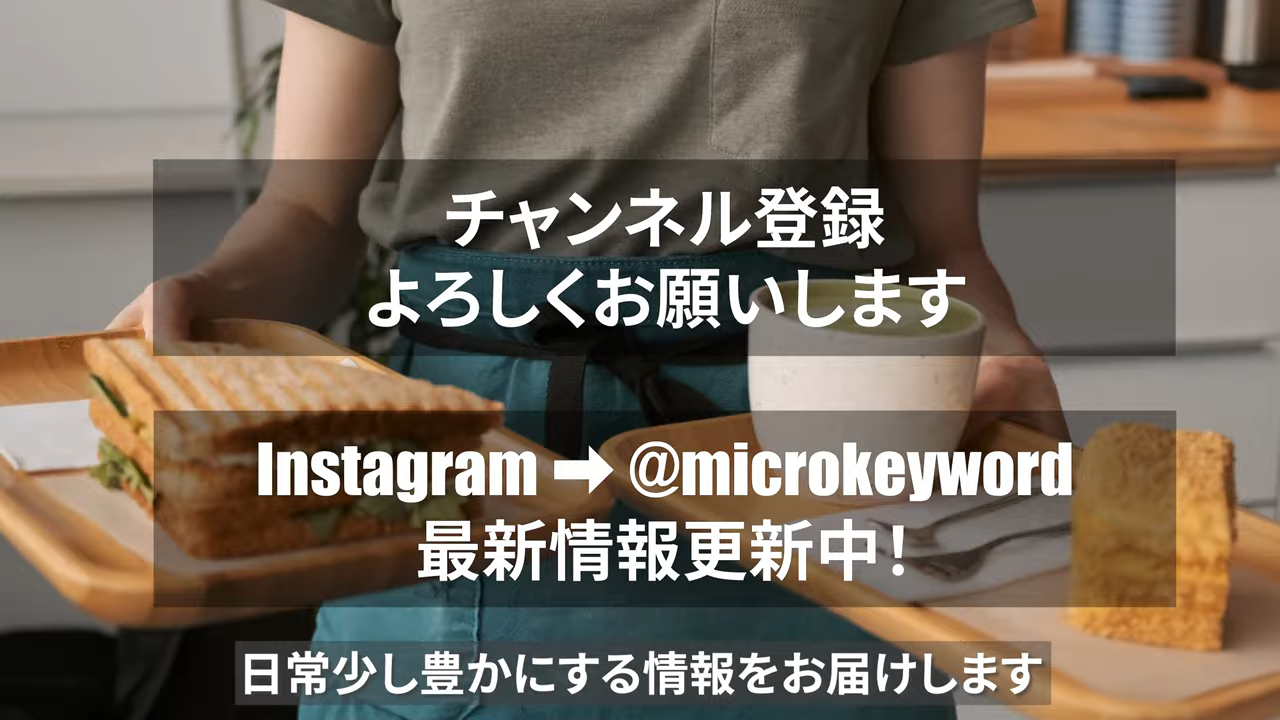 チャンネル登録
よろしくお願いします
Instagram ➡ @microkeyword
最新情報更新中!
日常少し豊かにする情報をお届けします